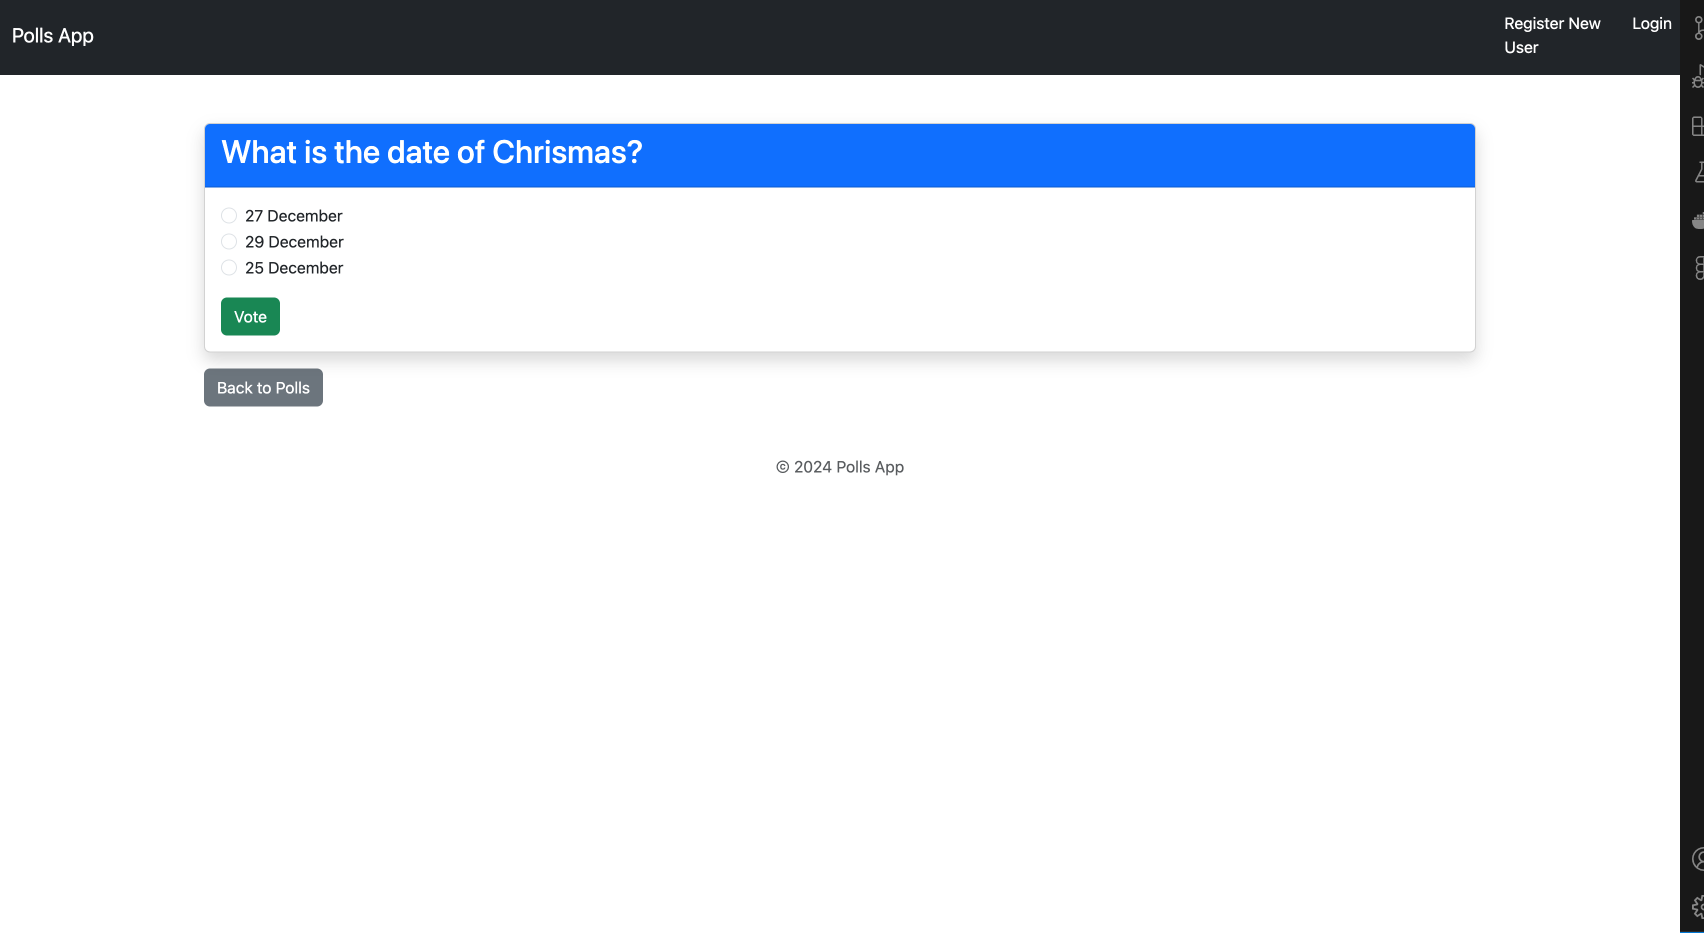 Polls App
Register New
User
Login
What is the date of Chrismas?
27 December
29 December
25 December
Vote
Back to Polls
© 2024 Polls App